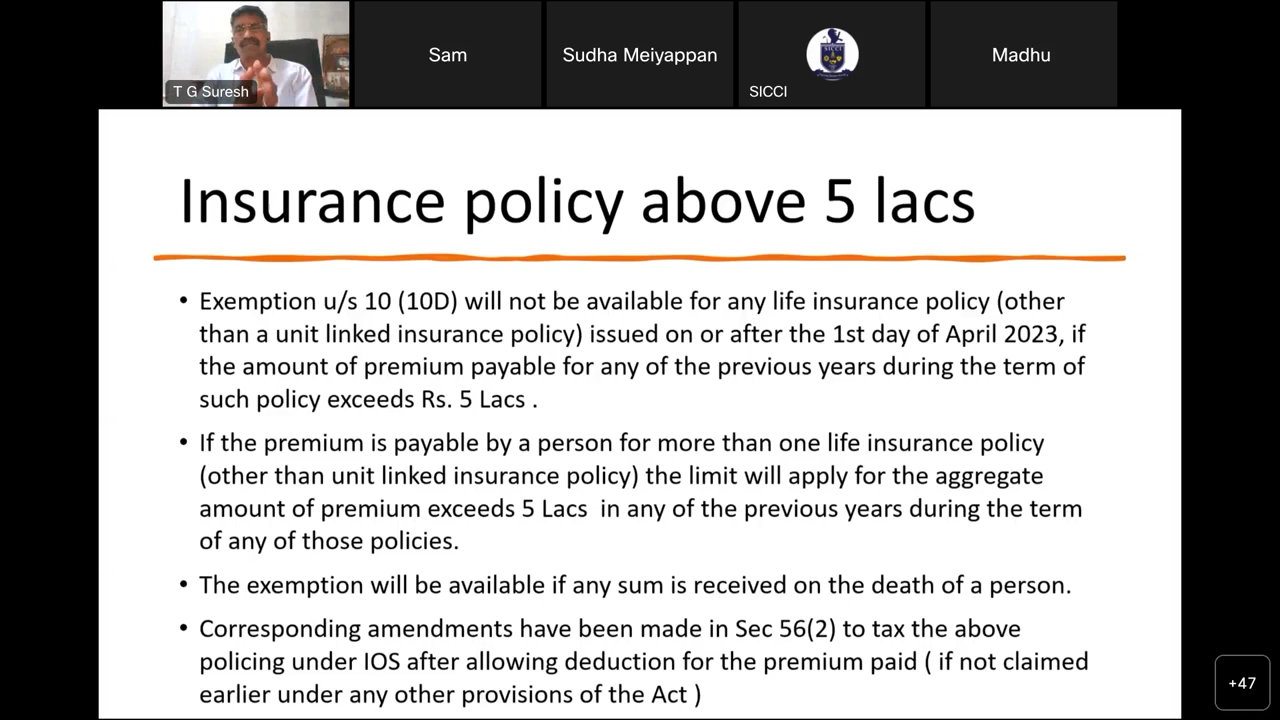 T G Suresh
Sam
Sudha Meiyappan
SICCI
SICCI
Madhu
Insurance policy above 5 lacs
• Exemption u/s 10 (10D) will not be available for any life insurance policy (other
than a unit linked insurance policy) issued on or after the 1st day of April 2023, if
the amount of premium payable for any of the previous years during the term of
such policy exceeds Rs. 5 Lacs .
• If the premium is payable by a person for more than one life insurance policy
(other than unit linked insurance policy) the limit will apply for the aggregate
amount of premium exceeds 5 Lacs in any of the previous years during the term
of any of those policies.
• The exemption will be available if any sum is received on the death of a person.
• Corresponding amendments have been made in Sec 56(2) to tax the above
policing under IOS after allowing deduction for the premium paid ( if not claimed
earlier under any other provisions of the Act )
+47